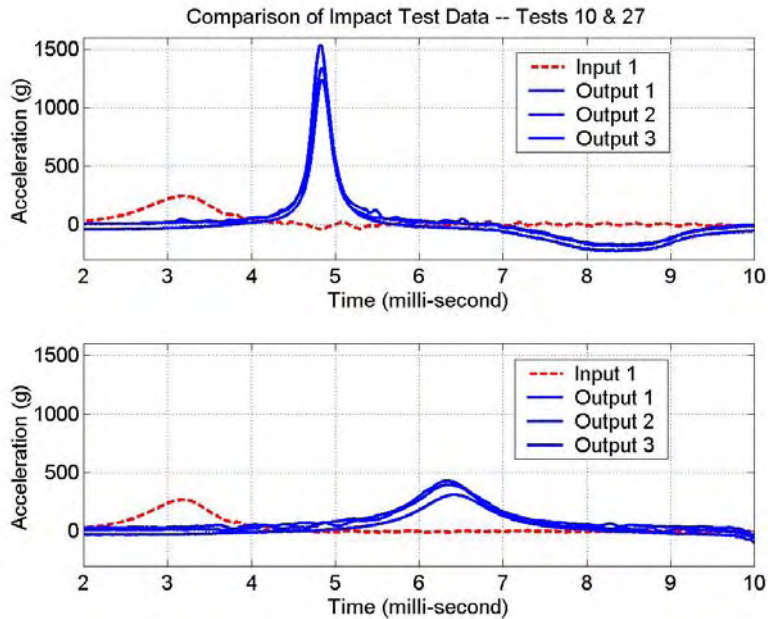 Comparison of Impact Test Data -- Tests 10 & 27
Acceleration (g)
1500
1000
500
0
Input 1
Output 1
Output 2
Output 3
2 3 4 5 6 7 8 9 10
Time (milli-second)
Acceleration (g)
1500
1000
500
0
Input 1
Output 1
Output 2
Output 3
2 3 4 5 6 7 8 9 10
Time (milli-second)